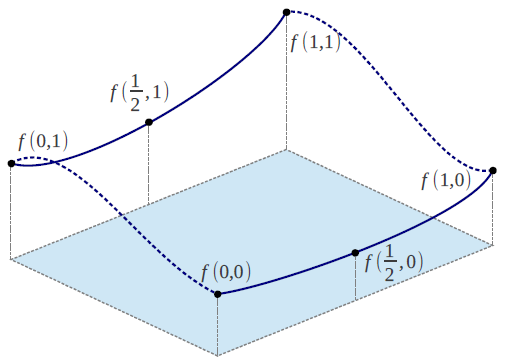 f(1,1)
f(1/2,1)
f(0,1)
f(1,0)
f(0,0)
f(1/2,0)